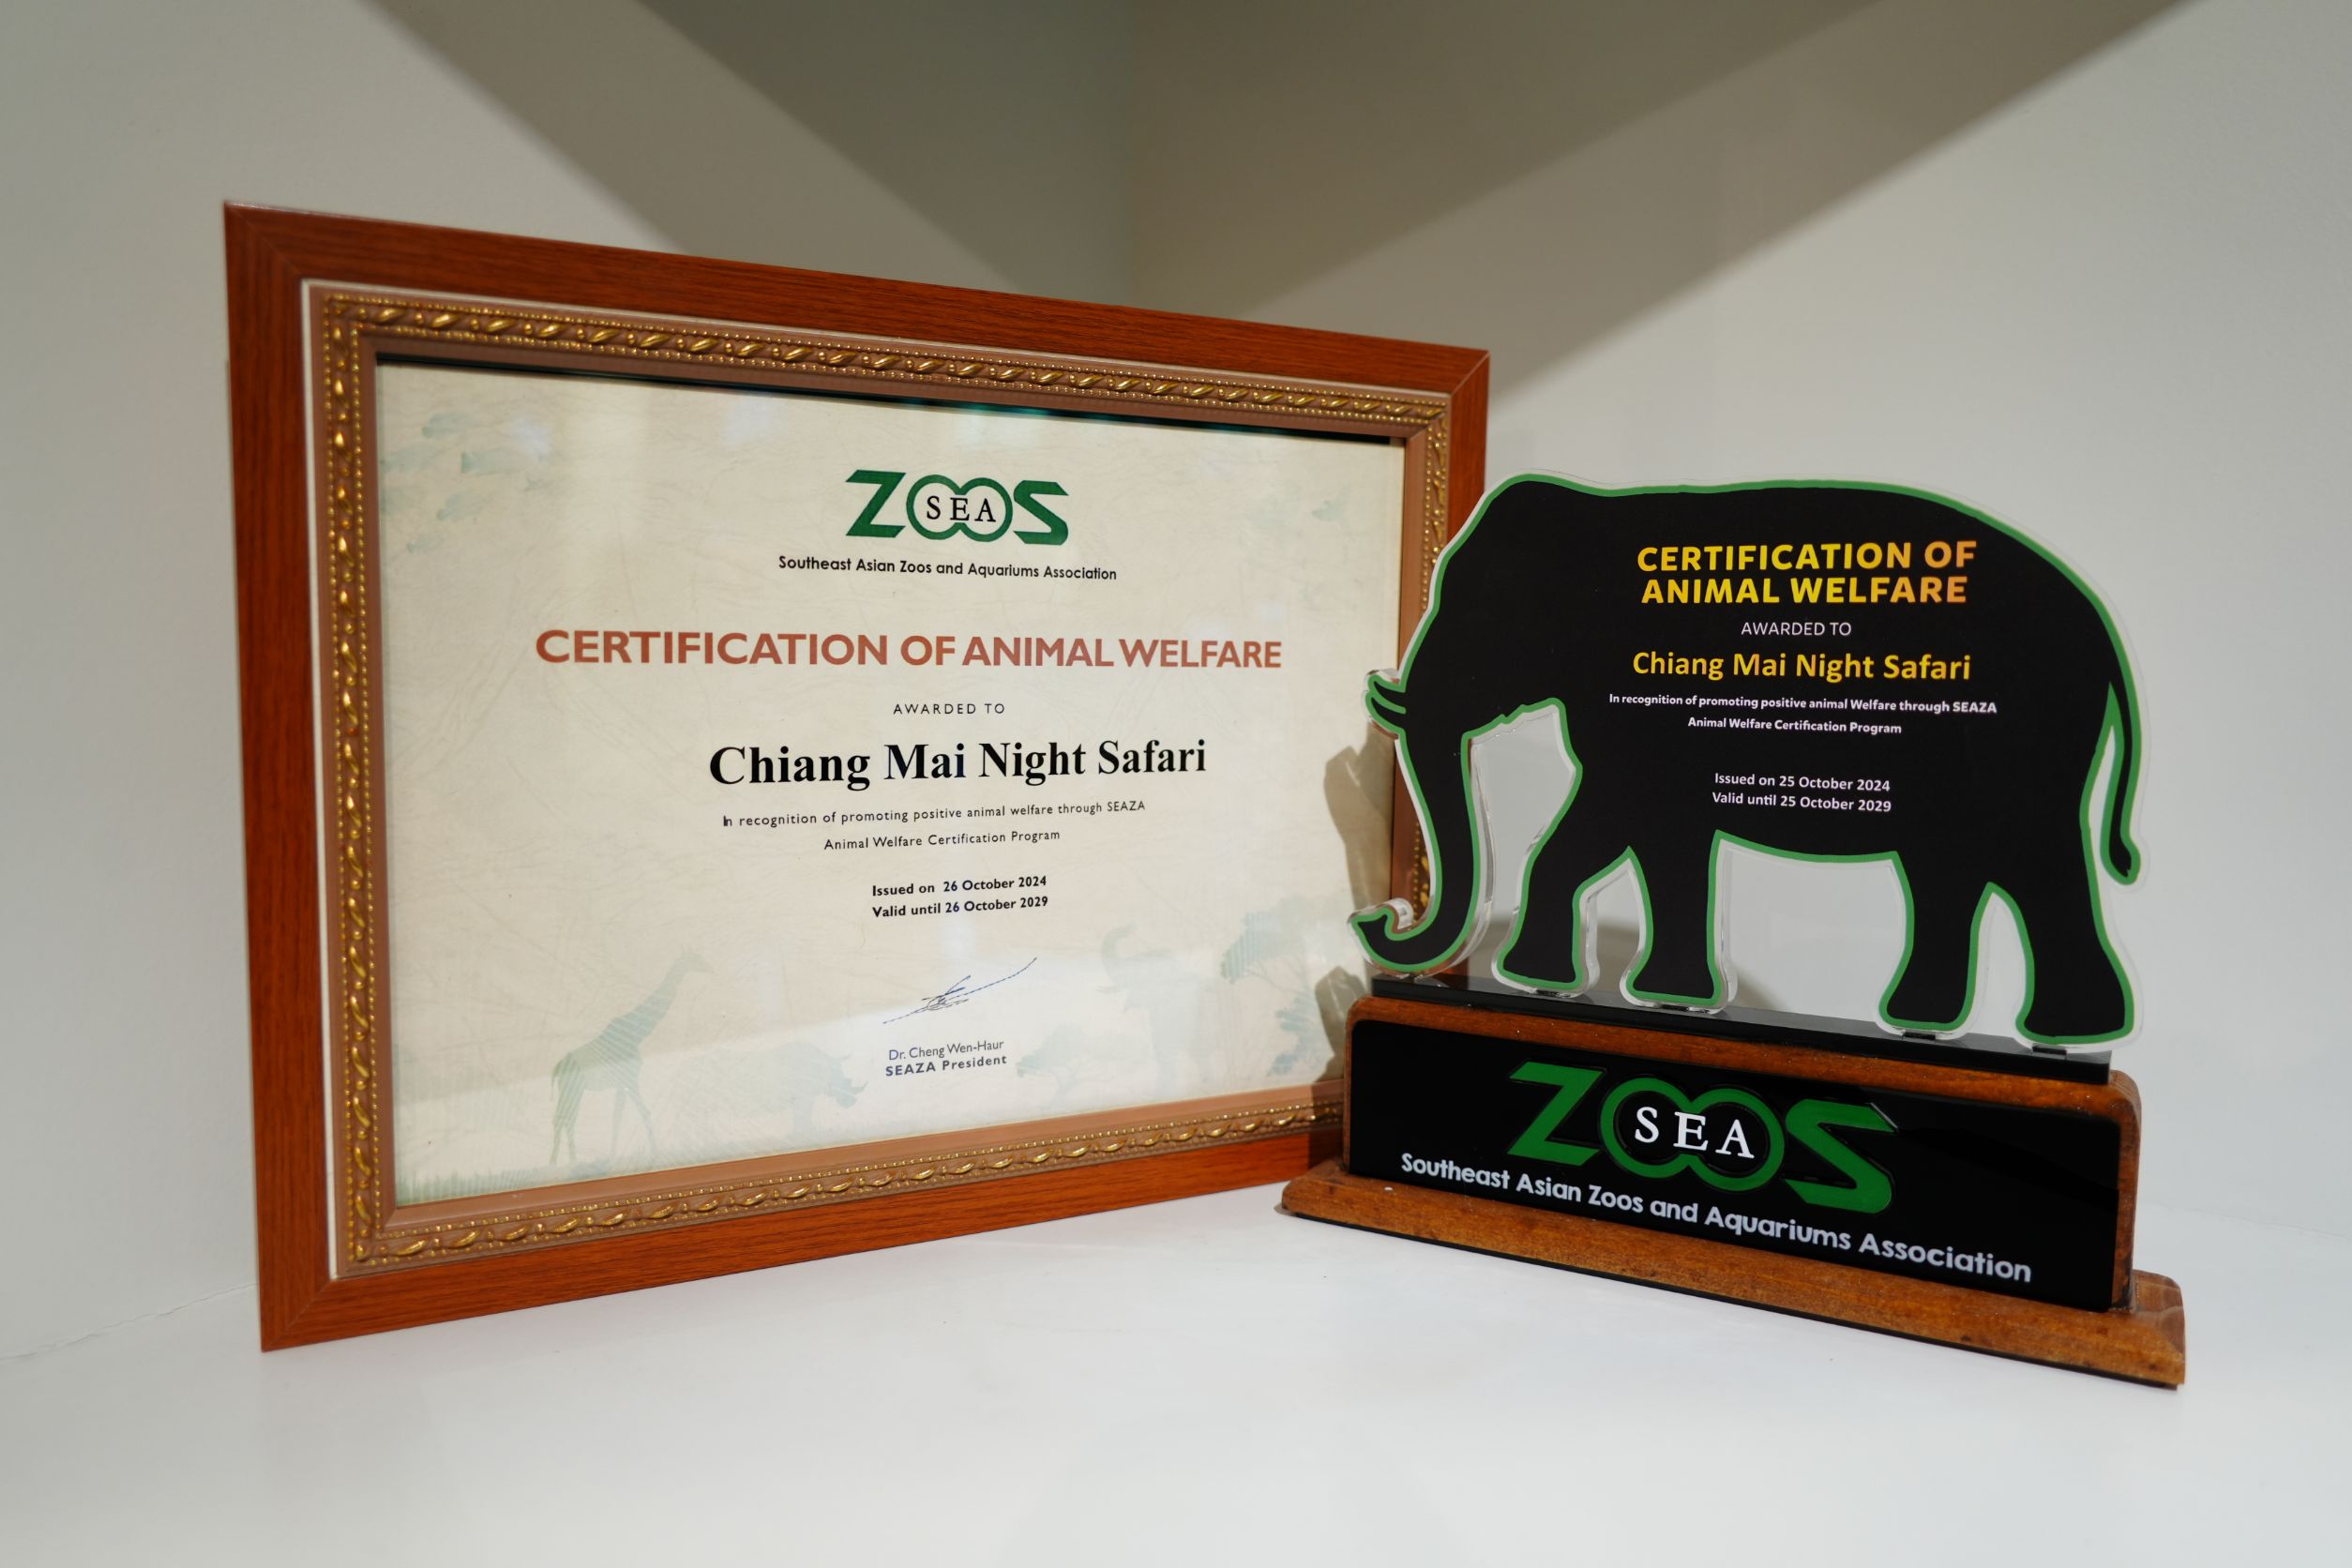 ZOOS
SEA
Southeast Asian Zoos and Aquariums Association
CERTIFICATION OF ANIMAL WELFARE
AWARDED TO
Chiang Mai Night Safari
In recognition of promoting positive animal welfare through SEAZA
Animal Welfare Certification Program
Issued on 26 October 2024
Valid until 26 October 2029
Dr. Cheng Wen-Haur
SEAZA President
CERTIFICATION OF
ANIMAL WELFARE
AWARDED TO
Chiang Mai Night Safari
In recognition of promoting positive animal Welfare through SEAZA
Animal Welfare Certification Program
Issued on 25 October 2024
Valid until 25 October 2029
ZOOS
SEA
Southeast Asian Zoos and Aquariums Association